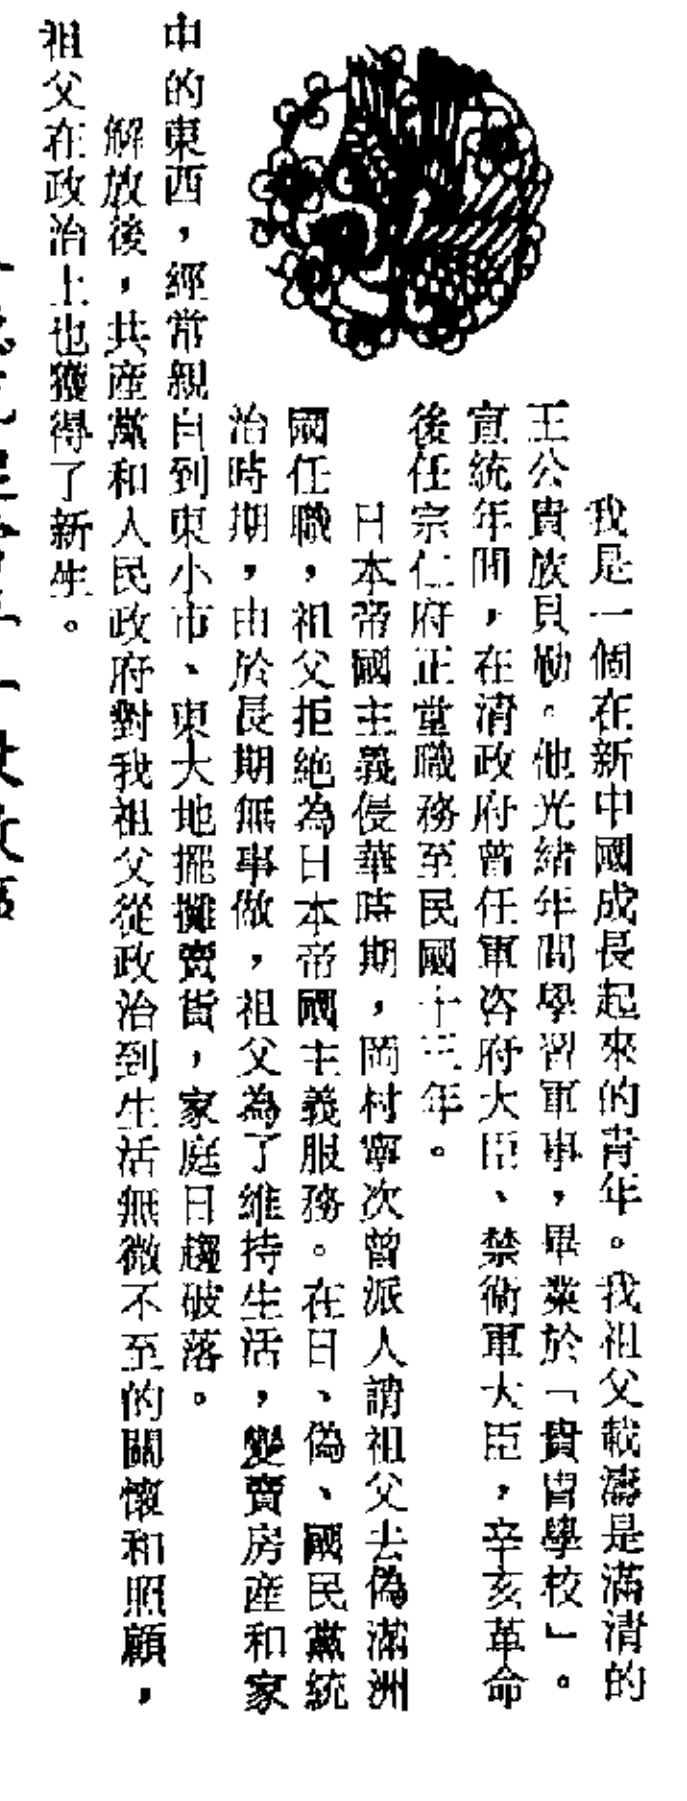 我是一個在新中國成長起來的青年。我祖父載濤是滿清的
王公貴族貝勒。他光緒年間學習軍事，畢業於「貴胄學校」。
宣統年間，在清政府曾任軍咨府大臣、禁衛軍大臣，辛亥革命
後任宗仁府正堂職務至民國十三年。
日本帝國主義侵華時期，岡村寧次曾派人請祖父去偽滿洲
國任職，祖父拒絕為日本帝國主義服務。在日、偽、國民黨統
治時期，由於長期無事做，祖父為了維持生活，變賣房產和家
中的東西，經常親自到東小市、東大地擺攤賣貨，家庭日趨破落。
解放後，共產黨和人民政府對我祖父從政治到生活無微不至的關懷和照顧，
祖父在政治上也獲得了新生。